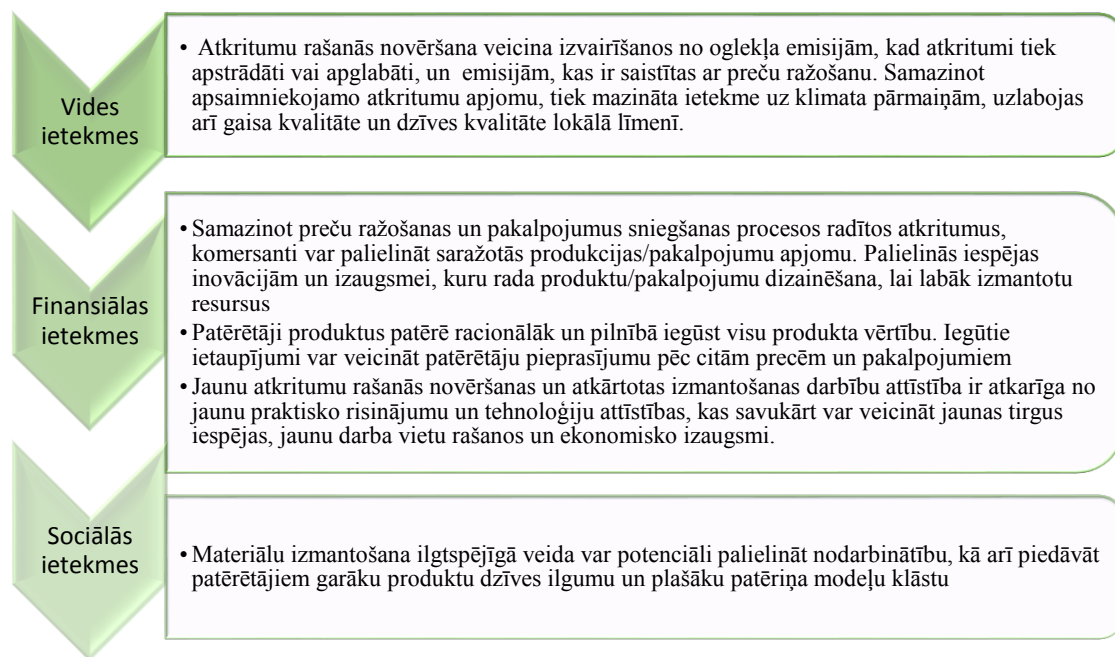 Vides
ietekmes
• Atkritumu rašanās novēršana veicina izvairīšanos no oglekļa emisijām, kad atkritumi tiek
apstrādāti vai apglabāti, un emisijām, kas ir saistītas ar preču ražošanu. Samazinot
apsaimniekojamo atkritumu apjomu, tiek mazināta ietekme uz klimata pārmaiņām, uzlabojas
arī gaisa kvalitāte un dzīves kvalitāte lokālā līmenī.
Finansiālas
ietekmes
• Samazinot preču ražošanas un pakalpojumus sniegšanas procesos radītos atkritumus,
komersanti var palielināt saražotās produkcijas/pakalpojumu apjomu. Palielinās iespējas
inovācijām un izaugsmei, kuru rada produktu/pakalpojumu dizainēšana, lai labāk izmantotu
resursus
• Patērētāji produktus patērē racionālāk un pilnībā iegūst visu produkta vērtību. Iegūtie
ietaupījumi var veicināt patērētāju pieprasījumu pēc citām precēm un pakalpojumiem
• Jaunu atkritumu rašanās novēršanas un atkārtotas izmantošanas darbību attīstība ir atkarīga no
jaunu praktisko risinājumu un tehnoloģiju attīstības, kas savukārt var veicināt jaunas tirgus
iespējas, jaunu darba vietu rašanos un ekonomisko izaugsmi.
Sociālās
ietekmes
• Materiālu izmantošana ilgtspējīgā veida var potenciāli palielināt nodarbinātību, kā arī piedāvāt
patērētājiem garāku produktu dzīves ilgumu un plašāku patēriņa modeļu klāstu